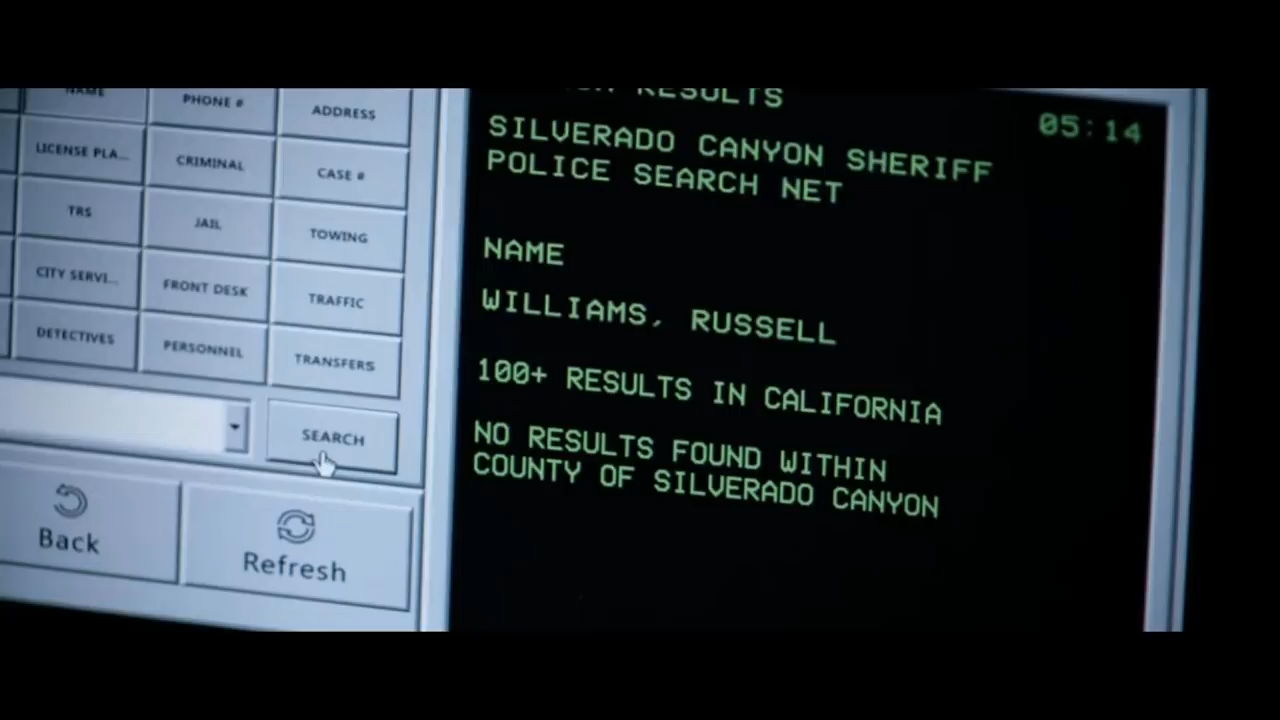 NAME
PHONE #
ADDRESS
LICENSE PLA...
CRIMINAL
CASE #
TRS
JAIL
TOWING
CITY SERVI...
FRONT DESK
TRAFFIC
DETECTIVES
PERSONNEL
TRANSFERS
SEARCH
Back
Refresh
RESULTS
05:14
SILVERADO CANYON SHERIFF
POLICE SEARCH NET
NAME
WILLIAMS, RUSSELL
100+ RESULTS IN CALIFORNIA
NO RESULTS FOUND WITHIN
COUNTY OF SILVERADO CANYON